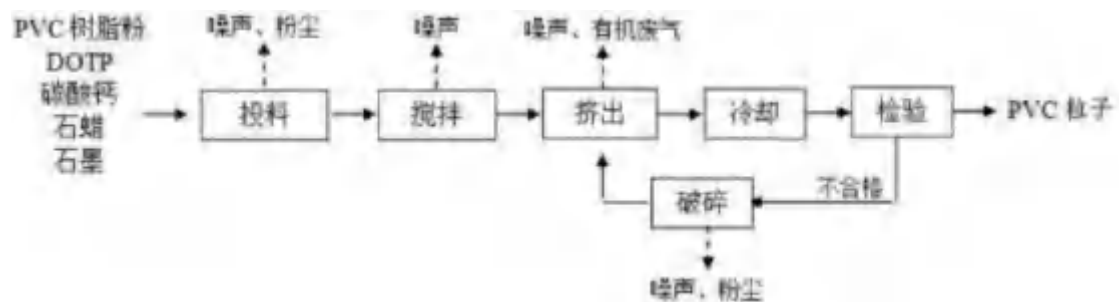 PVC 树脂粉
DOTP
碳酸钙
石蜡
石墨
噪声、粉尘
噪声
噪声、有机废气
投料
搅拌
挤出
冷却
检验
PVC 粒子
不合格
破碎
噪声、粉尘